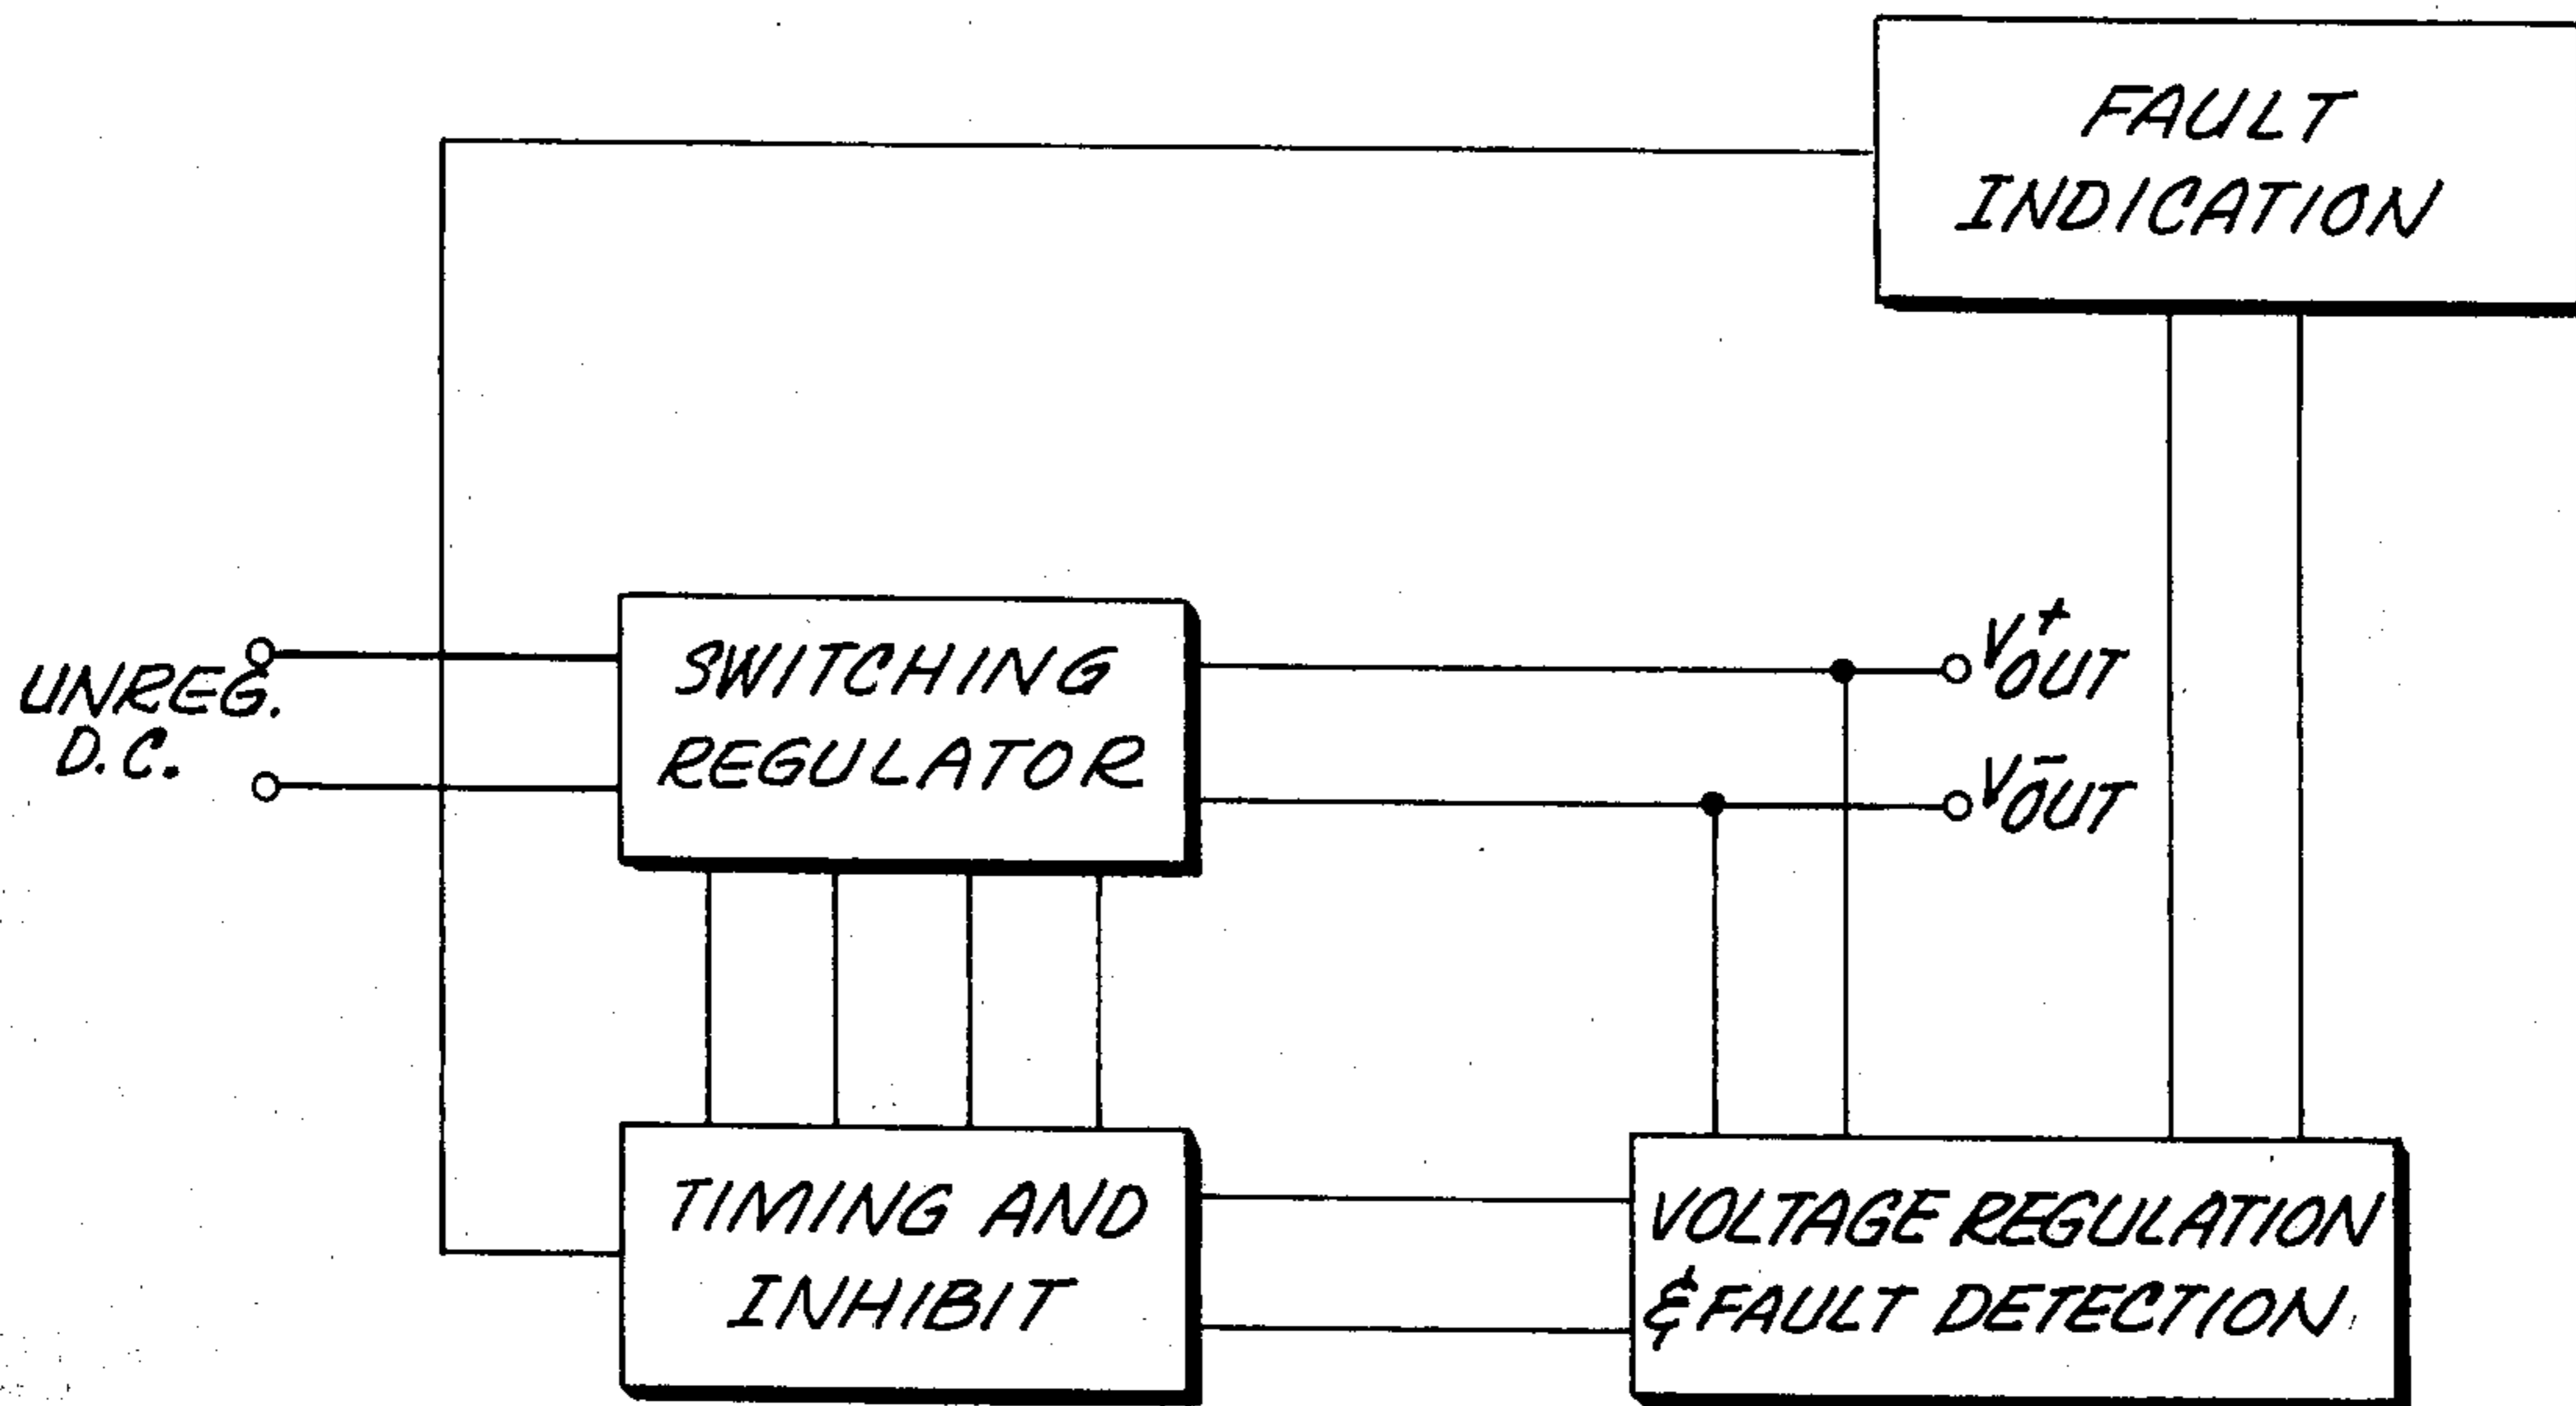 FAULT
INDICATION
UNREG.
D.C.
SWITCHING
REGULATOR
V+OUT
V-OUT
TIMING AND
INHIBIT
VOLTAGE REGULATION
& FAULT DETECTION